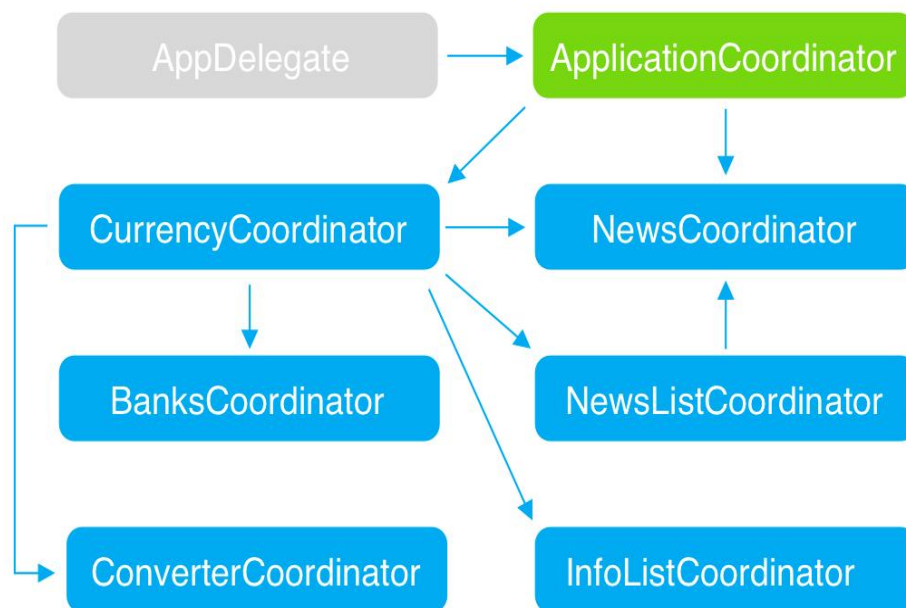 AppDelegate
ApplicationCoordinator
CurrencyCoordinator
NewsCoordinator
BanksCoordinator
NewsListCoordinator
ConverterCoordinator
InfoListCoordinator